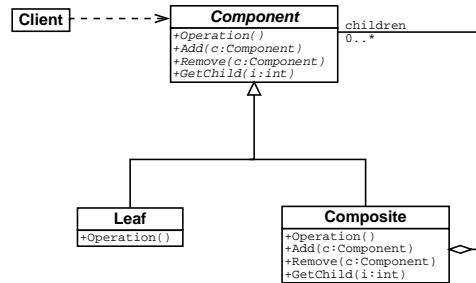 Client
Component
+Operation()
+Add(c:Component)
+Remove(c:Component)
+GetChild(i:int)
children
0..*
Leaf
+Operation()
Composite
+Operation()
+Add(c:Component)
+Remove(c:Component)
+GetChild(i:int)